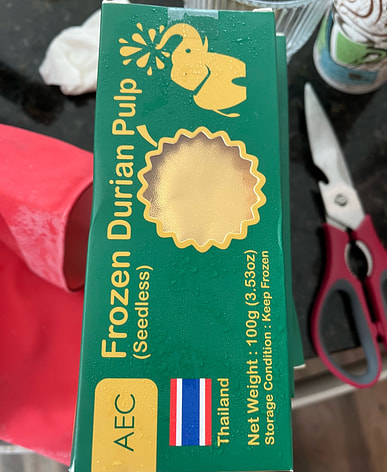 Frozen Durian Pulp
(Seedless)
AEC
Thailand
Net Weight : 100g (3.53oz)
Storage Condition : Keep Frozen